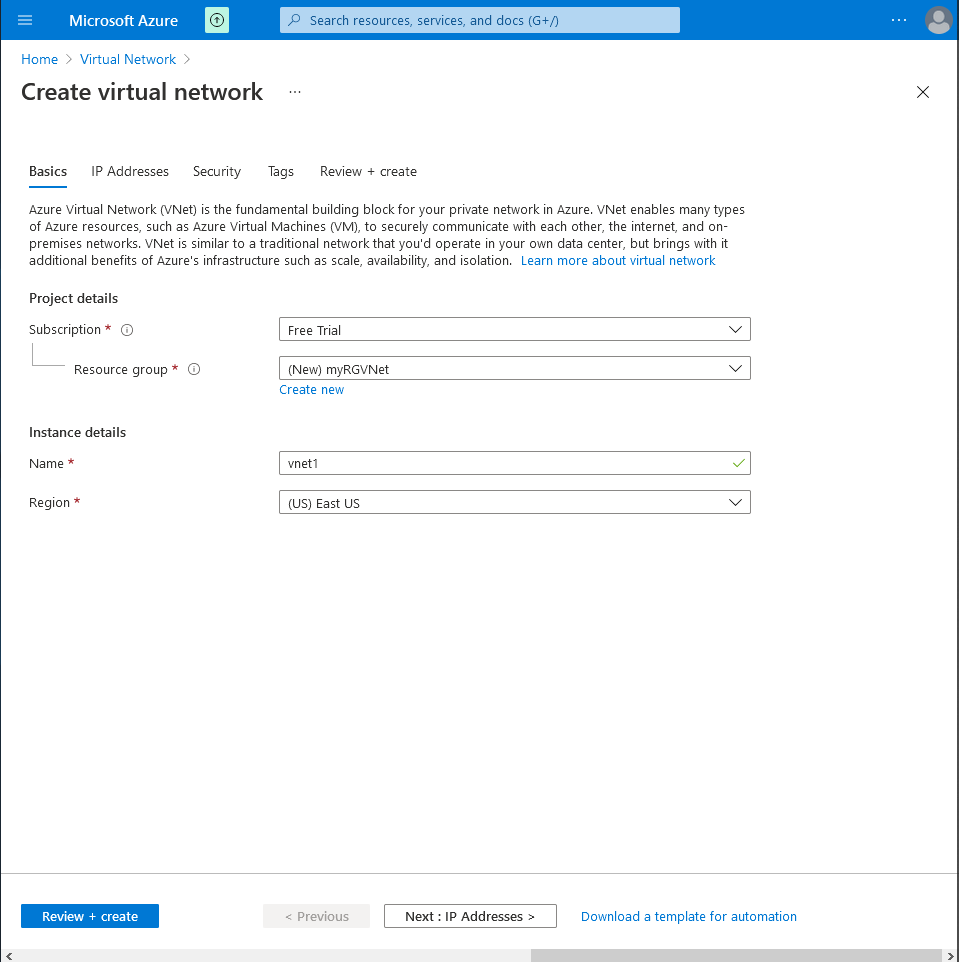 Microsoft Azure
Search resources, services, and docs (G+/)
Home > Virtual Network >
Create virtual network ...
Basics IP Addresses Security Tags Review + create
Azure Virtual Network (VNet) is the fundamental building block for your private network in Azure. VNet enables many types
of Azure resources, such as Azure Virtual Machines (VM), to securely communicate with each other, the internet, and on-
premises networks. VNet is similar to a traditional network that you'd operate in your own data center, but brings with it
additional benefits of Azure's infrastructure such as scale, availability, and isolation. Learn more about virtual network
Project details
Subscription * Free Trial
Resource group * (New) myRGVNet
Create new
Instance details
Name * vnet1
Region * (US) East US
Review + create < Previous Next : IP Addresses > Download a template for automation